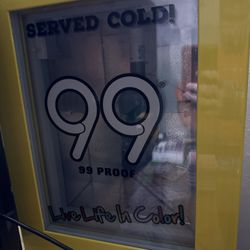 SERVED COLD!
99®
99 PROOF
Live Life In Color!